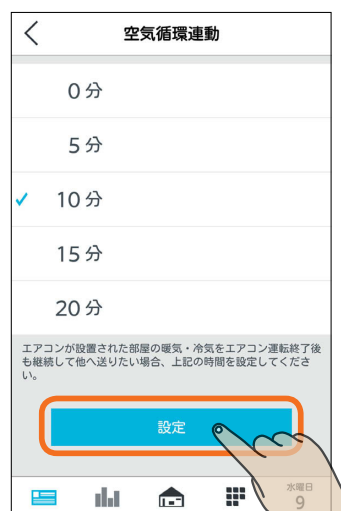 空気循環連動
0分
5分
10分
15分
20分
エアコンが設置された部屋の暖気・冷気をエアコン運転終了後
も継続して他へ送りたい場合、上記の時間を設定してくださ
い。
設定
水曜日
9